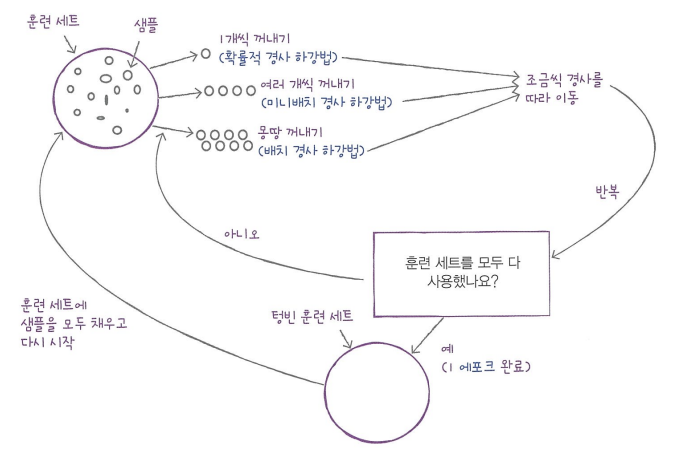 훈련 세트
샘플
1개씩 꺼내기
(확률적 경사 하강법)
여러 개씩 꺼내기
(미니배치 경사 하강법)
몽땅 꺼내기
(배치 경사 하강법)
조금씩 경사를
따라 이동
반복
아니오
훈련 세트를 모두 다
사용했나요?
훈련 세트에
샘플을 모두 채우고
다시 시작
텅빈 훈련 세트
예
(1 에포크 완료)